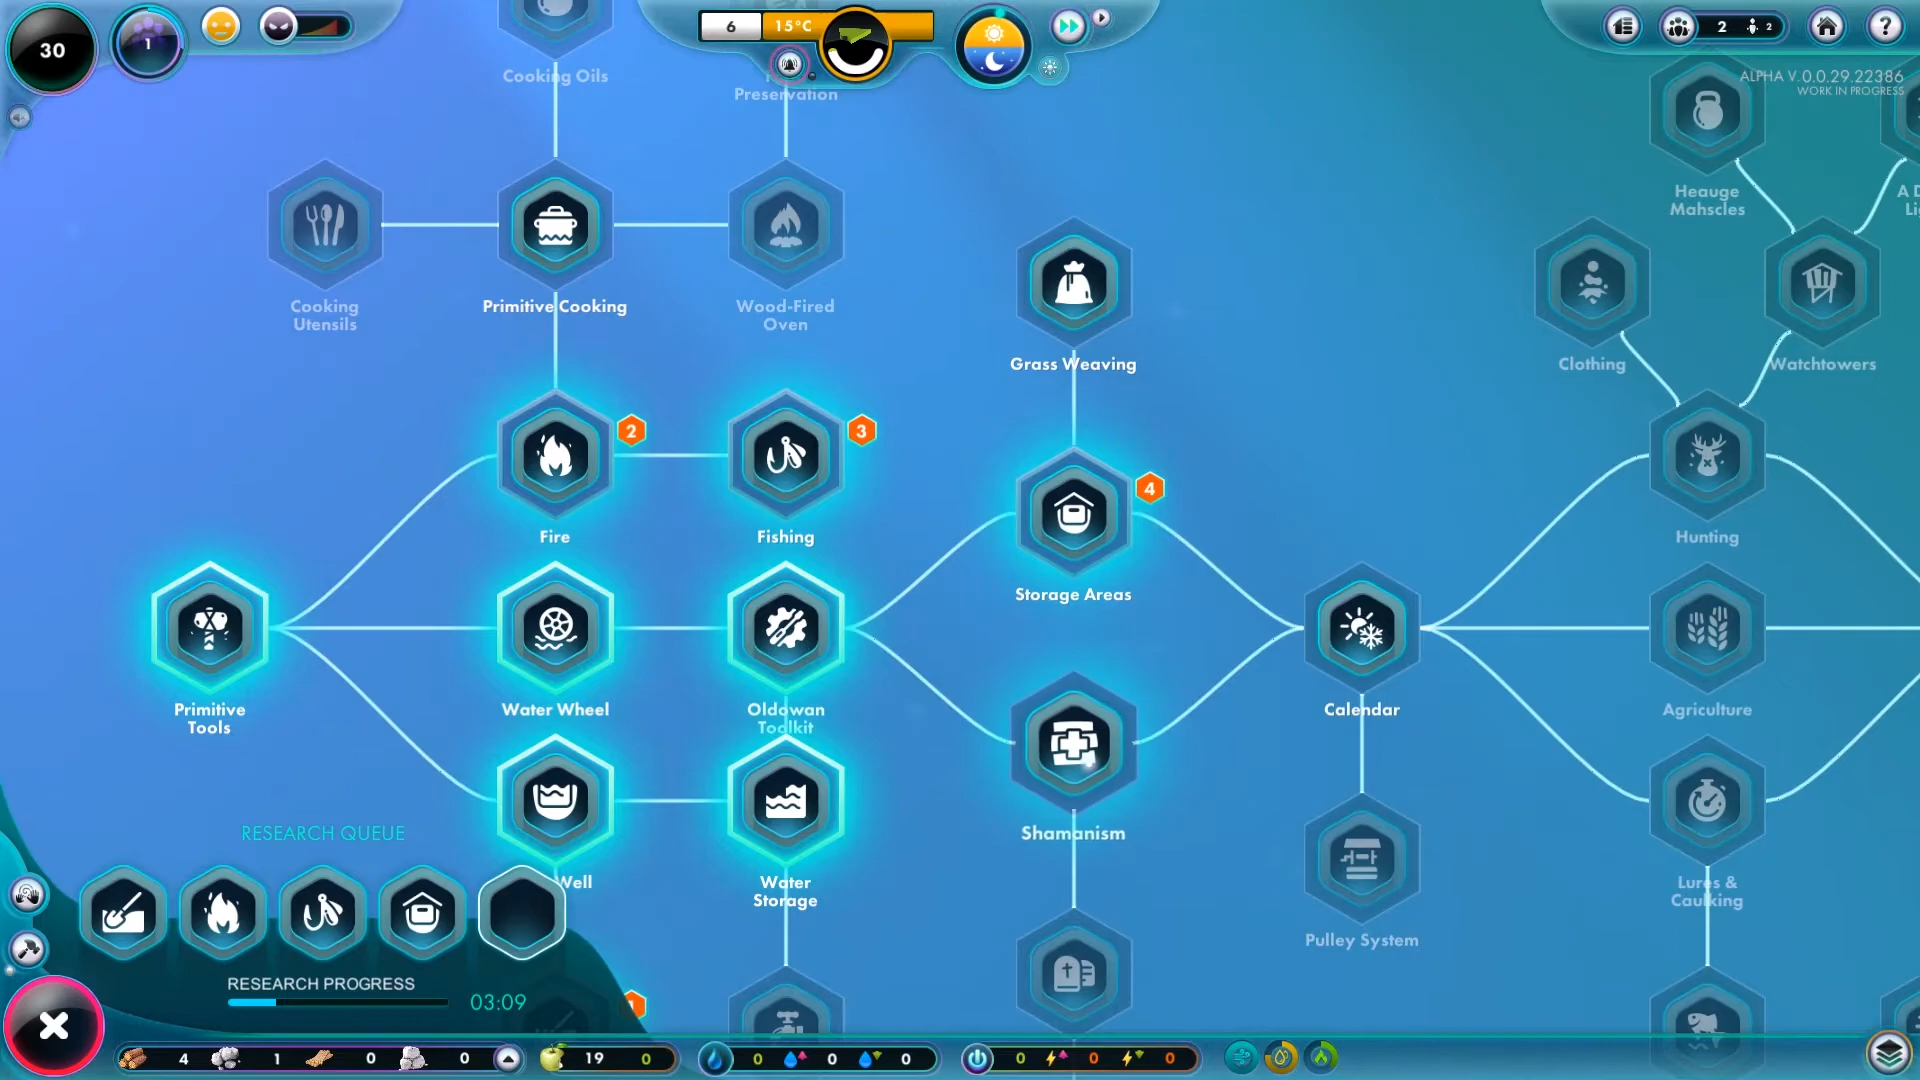 30
1
6
15°C
2
2
ALPHA V.0.0.29.22386
WORK IN PROGRESS
Cooking Oils
Preservation
Heauge
Mahscles
Cooking
Utensils
Primitive Cooking
Wood-Fired
Oven
Grass Weaving
Clothing
Watchtowers
2
3
4
Fire
Fishing
Storage Areas
Hunting
Primitive
Tools
Water Wheel
Oldowan
Toolkit
Calendar
Agriculture
Shamanism
RESEARCH QUEUE
Well
Water
Storage
Lures &
Caulking
Pulley System
RESEARCH PROGRESS
03:09
4
1
0
0
19
0
0
0
0
0
0
0